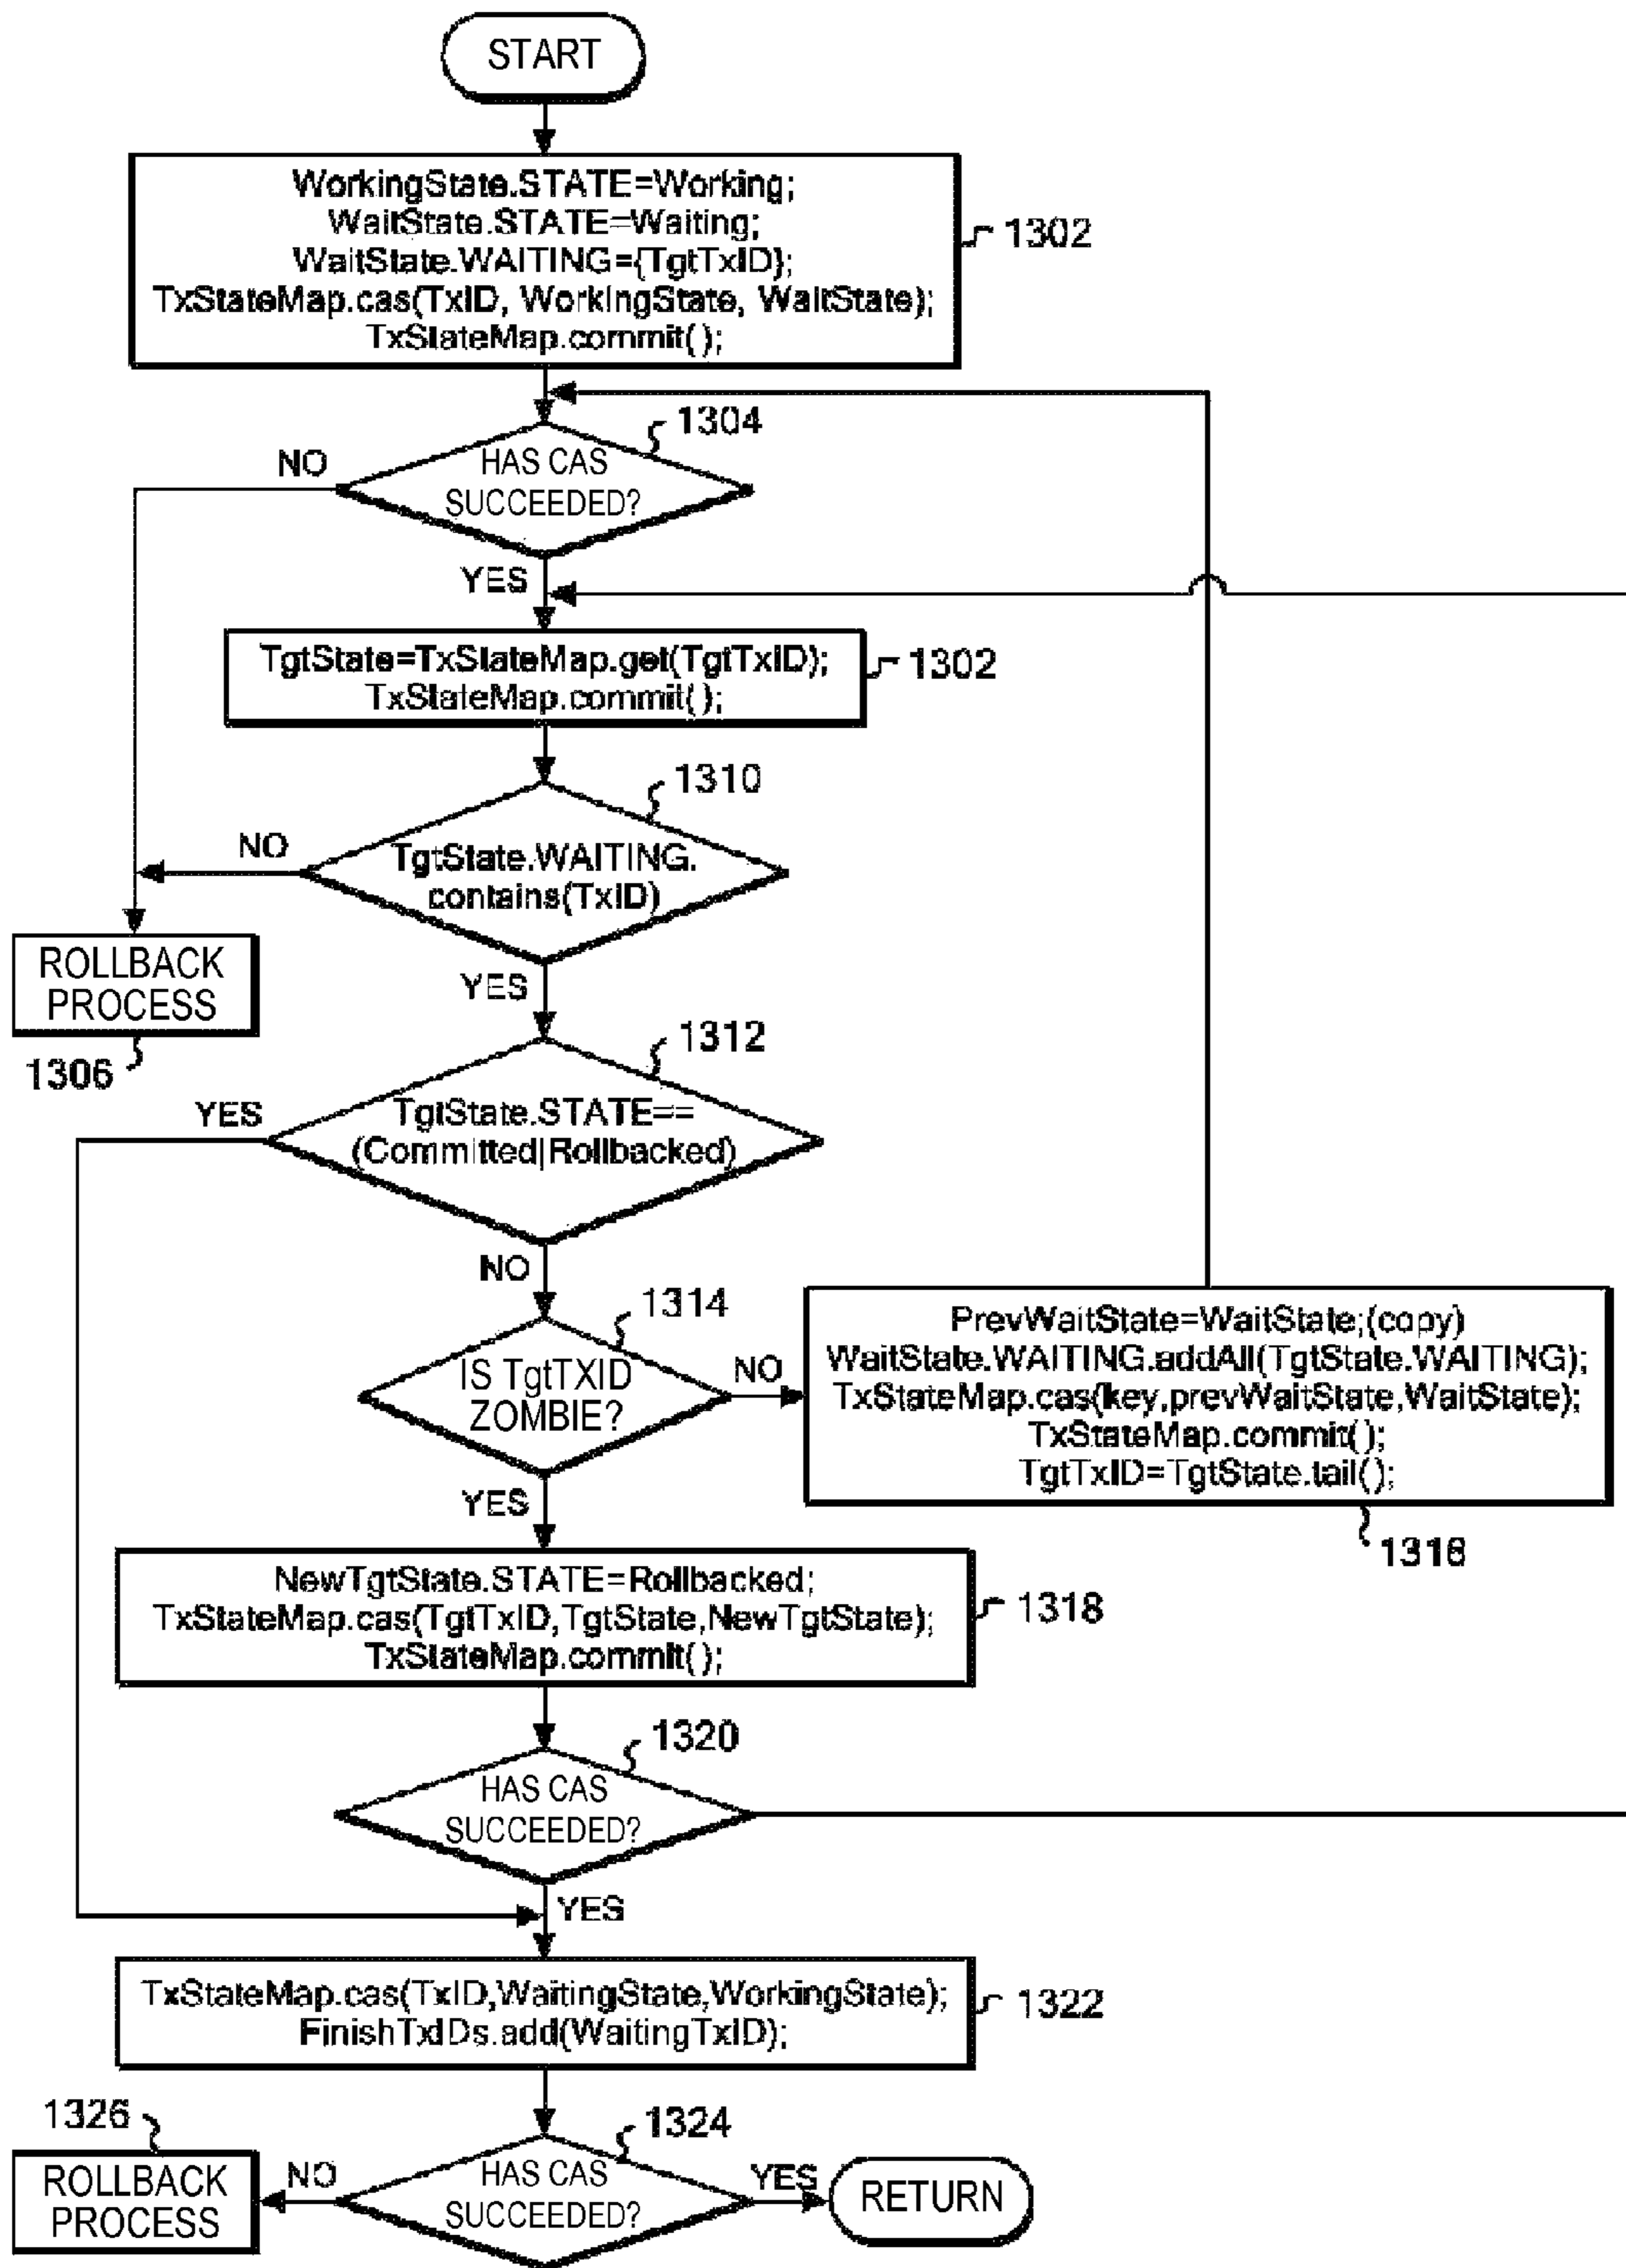 START
WorkingState.STATE=Working;
WaitState.STATE=Waiting;
WaitState.WAITING={TgtTxID};
TxStateMap.cas(TxID, WorkingState, WaitState);
TxStateMap.commit();
1302
1304
NO
HAS CAS
SUCCEEDED?
YES
TgtState=TxStateMap.get(TgtTxID);
TxStateMap.commit();
1302
1310
NO
TgtState.WAITING.
contains(TxID)
ROLLBACK
PROCESS
1306
YES
1312
YES
TgtState.STATE==
(Committed|Rollbacked)
NO
1314
IS TgtTXID
ZOMBIE?
NO
PrevWaitState=WaitState;(copy)
WaitState.WAITING.addAll(TgtState.WAITING);
TxStateMap.cas(key,prevWaitState,WaitState);
TxStateMap.commit();
TgtTxID=TgtState.tail();
1316
YES
NewTgtState.STATE=Rollbacked;
TxStateMap.cas(TgtTxID,TgtState,NewTgtState);
TxStateMap.commit();
1318
1320
HAS CAS
SUCCEEDED?
YES
TxStateMap.cas(TxID,WaitingState,WorkingState);
FinishTxIDs.add(WaitingTxID);
1322
1326
ROLLBACK
PROCESS
NO
1324
HAS CAS
SUCCEEDED?
YES
RETURN